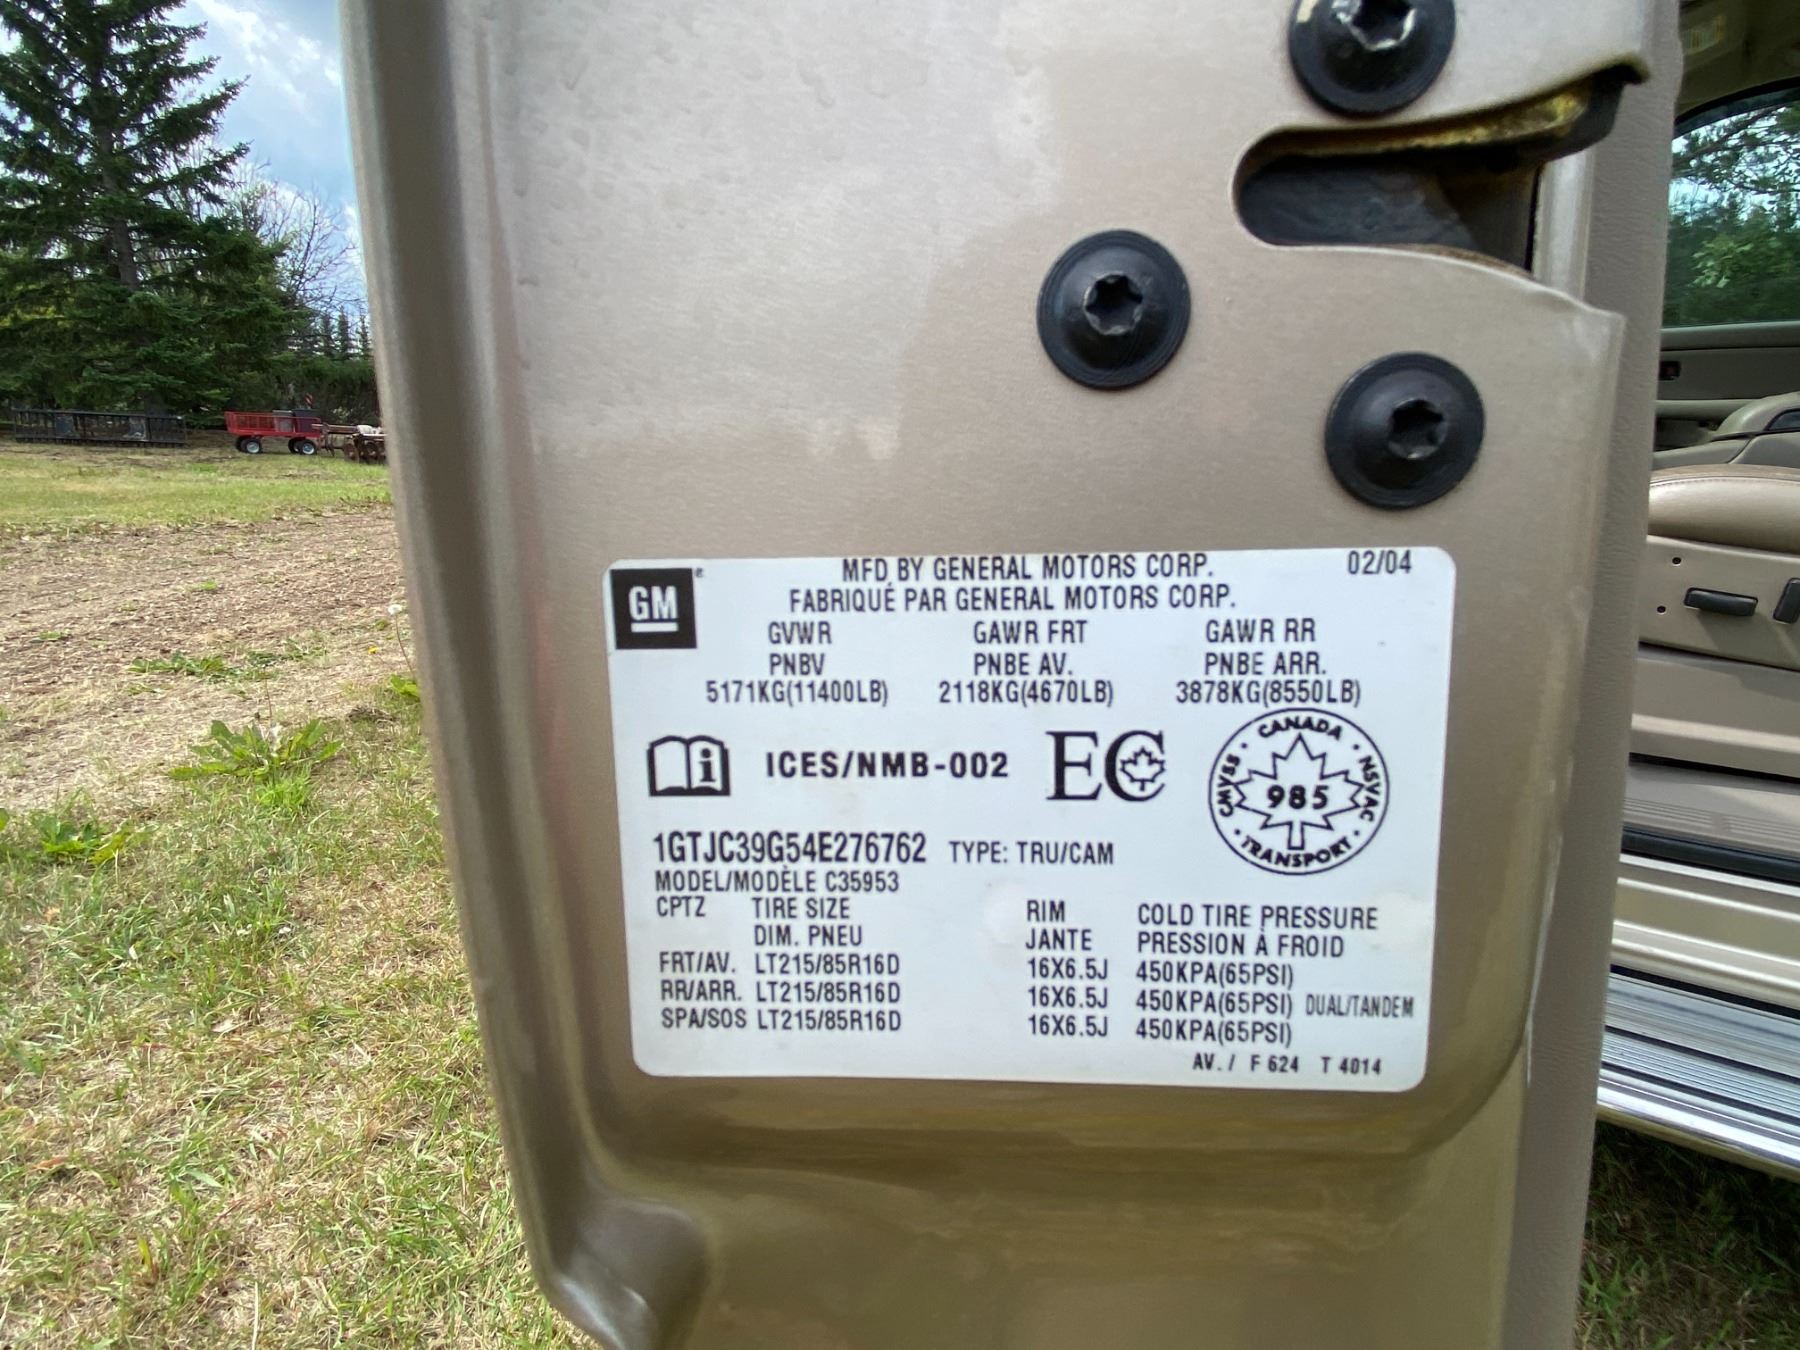 MFD. BY GENERAL MOTORS CORP. 02/04
GM
FABRIQUÉ PAR GENERAL MOTORS CORP.
GVWR GAWR FRT GAWR RR
PNBV PNBE AV. PNBE ARR.
5171KG(11400LB) 2118KG(4670LB) 3878KG(8550LB)
i ICES/NMB-002 EC
CANADA
CMVSS 985 NSVAC
TRANSPORT
1GTJC39G54E276762 TYPE: TRU/CAM
MODEL/MODÈLE C35953
CPTZ TIRE SIZE RIM COLD TIRE PRESSURE
DIM. PNEU JANTE PRESSION À FROID
FRT/AV. LT215/85R16D 16X6.5J 450KPA(65PSI)
RR/ARR. LT215/85R16D 16X6.5J 450KPA(65PSI) DUAL/TANDEM
SPA/SOS LT215/85R16D 16X6.5J 450KPA(65PSI)
AV. / F 624 T 4014